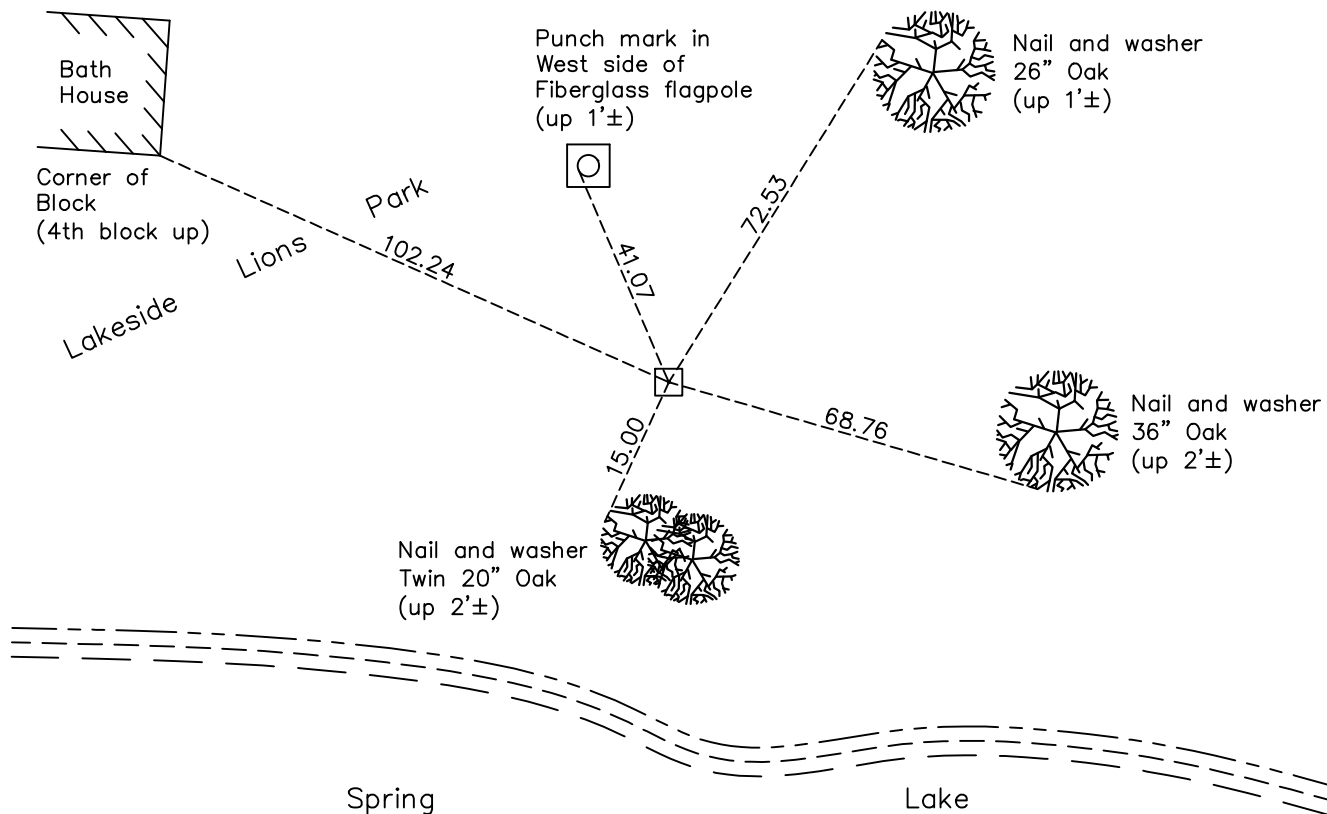 Bath
House
Corner of
Block
(4th block up)
Punch mark in
West side of
Fiberglass flagpole
(up 1'±)
Nail and washer
26" Oak
(up 1'±)
Lakeside Lions Park
102.24
41.07
72.53
68.76
15.00
Nail and washer
36" Oak
(up 2'±)
Nail and washer
Twin 20" Oak
(up 2'±)
Spring Lake